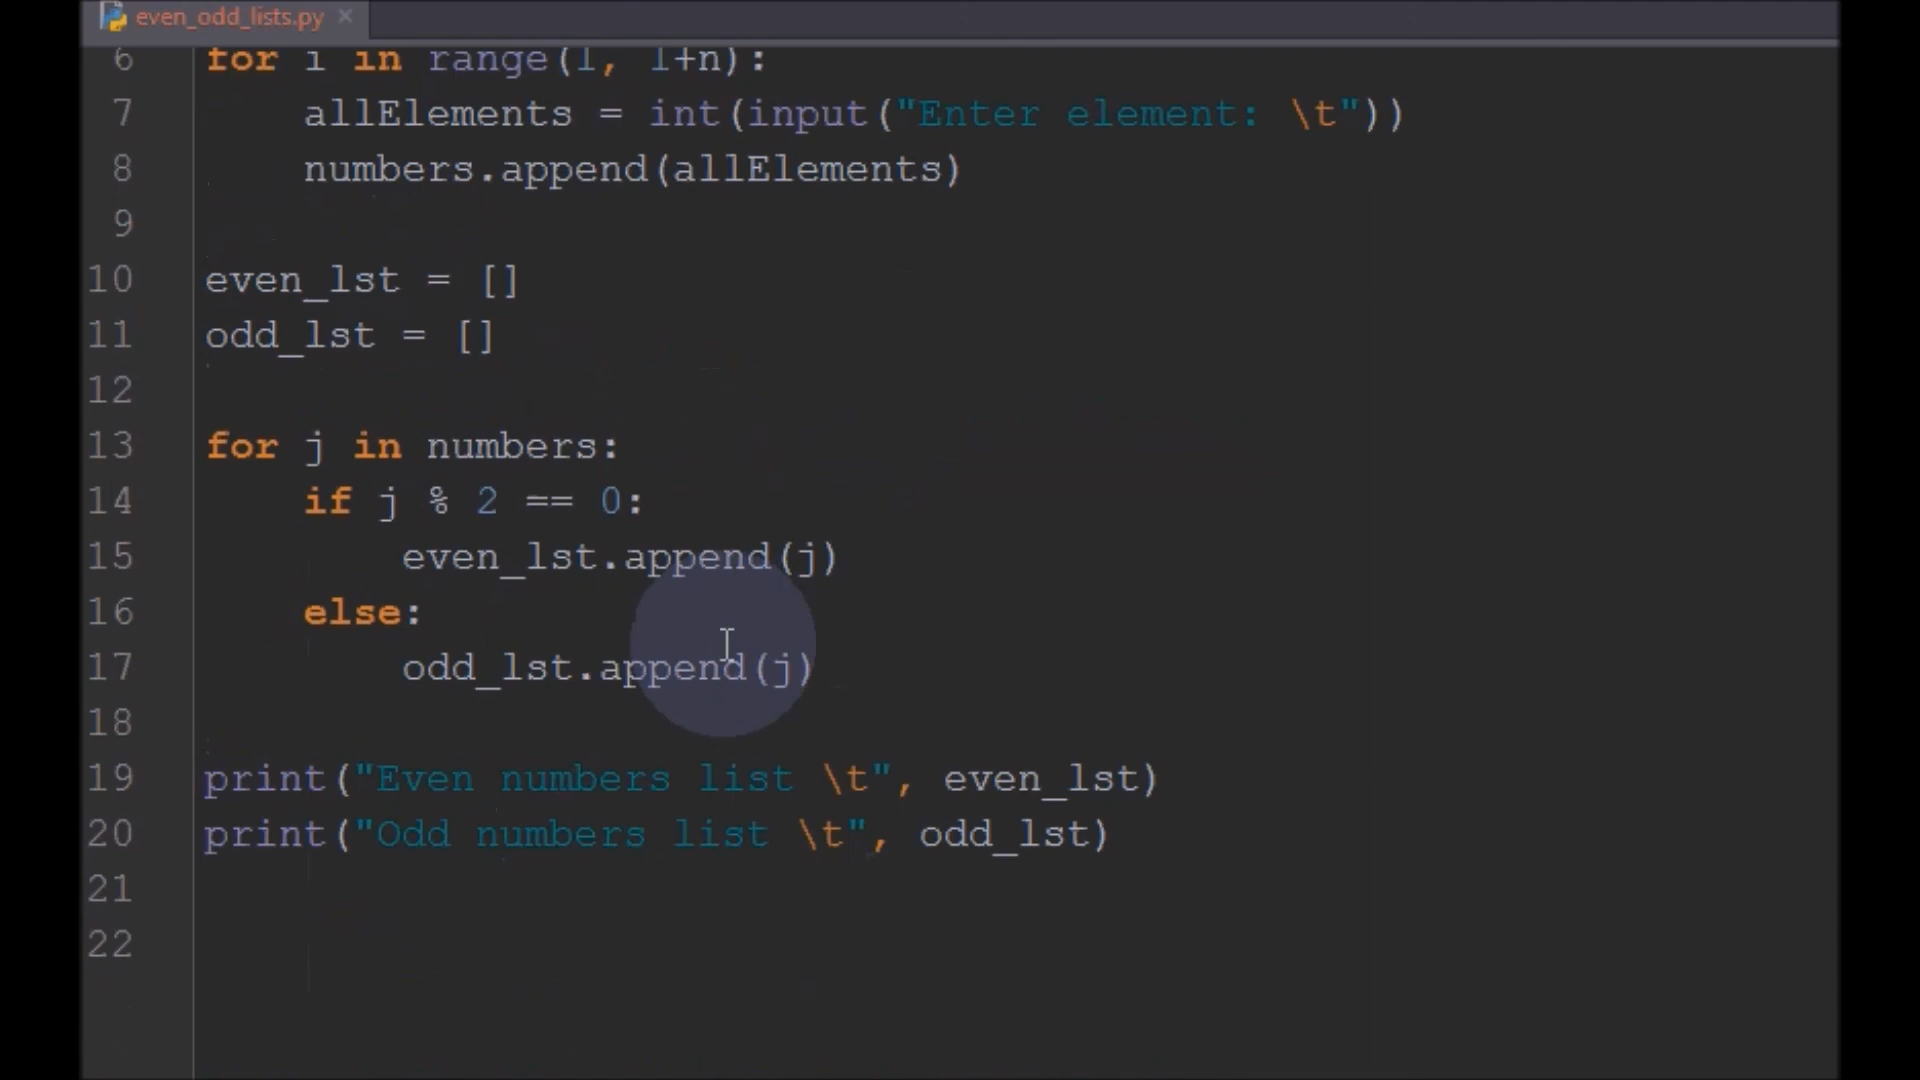 even_odd_lists.py
6 for i in range(1, 1+n):
7     allElements = int(input("Enter element: \t"))
8     numbers.append(allElements)
9
10 even_lst = []
11 odd_lst = []
12
13 for j in numbers:
14     if j % 2 == 0:
15         even_lst.append(j)
16     else:
17         odd_lst.append(j)
18
19 print("Even numbers list \t", even_lst)
20 print("Odd numbers list \t", odd_lst)
21
22